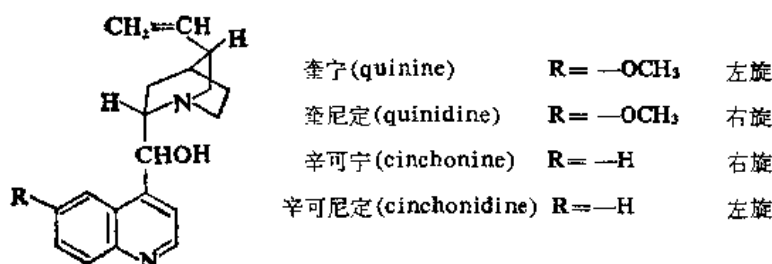 CH₂=CH
H
H
N
CHOH
R
N
奎宁(quinine) R= —OCH₃ 左旋
奎尼定(quinidine) R= —OCH₃ 右旋
辛可宁(cinchonine) R= —H 右旋
辛可尼定(cinchonidine) R=—H 左旋